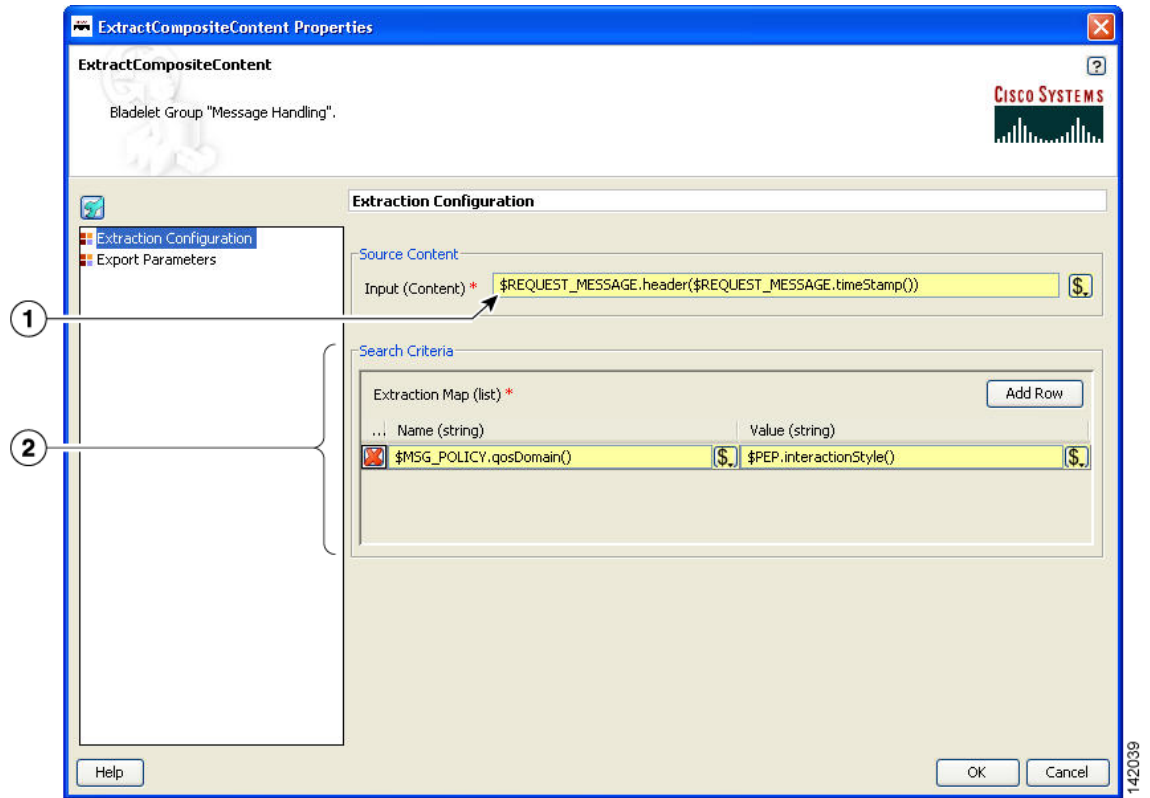 ExtractCompositeContent Properties
ExtractCompositeContent
?
Bladelet Group "Message Handling".
CISCO SYSTEMS
Extraction Configuration
Extraction Configuration
Export Parameters
Source Content
Input (Content) * $REQUEST_MESSAGE.header($REQUEST_MESSAGE.timeStamp()) $
1
Search Criteria
Extraction Map (list) * Add Row
... Name (string) Value (string)
2
$MSG_POLICY.qosDomain() $ $PEP.interactionStyle() $
Help OK Cancel
142039